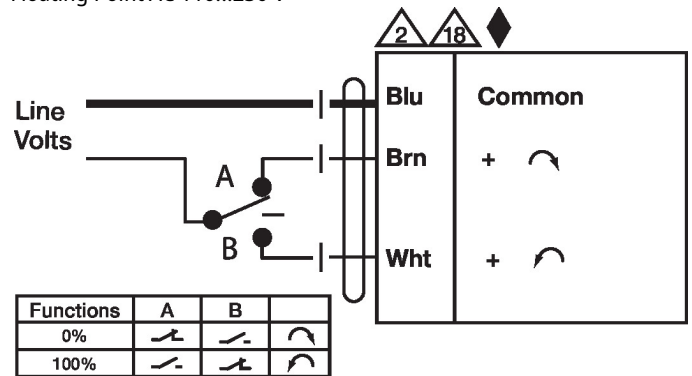 2 18
Line
Volts
Blu Common
Brn +
A
B
Wht +
Functions A B
0%
100%